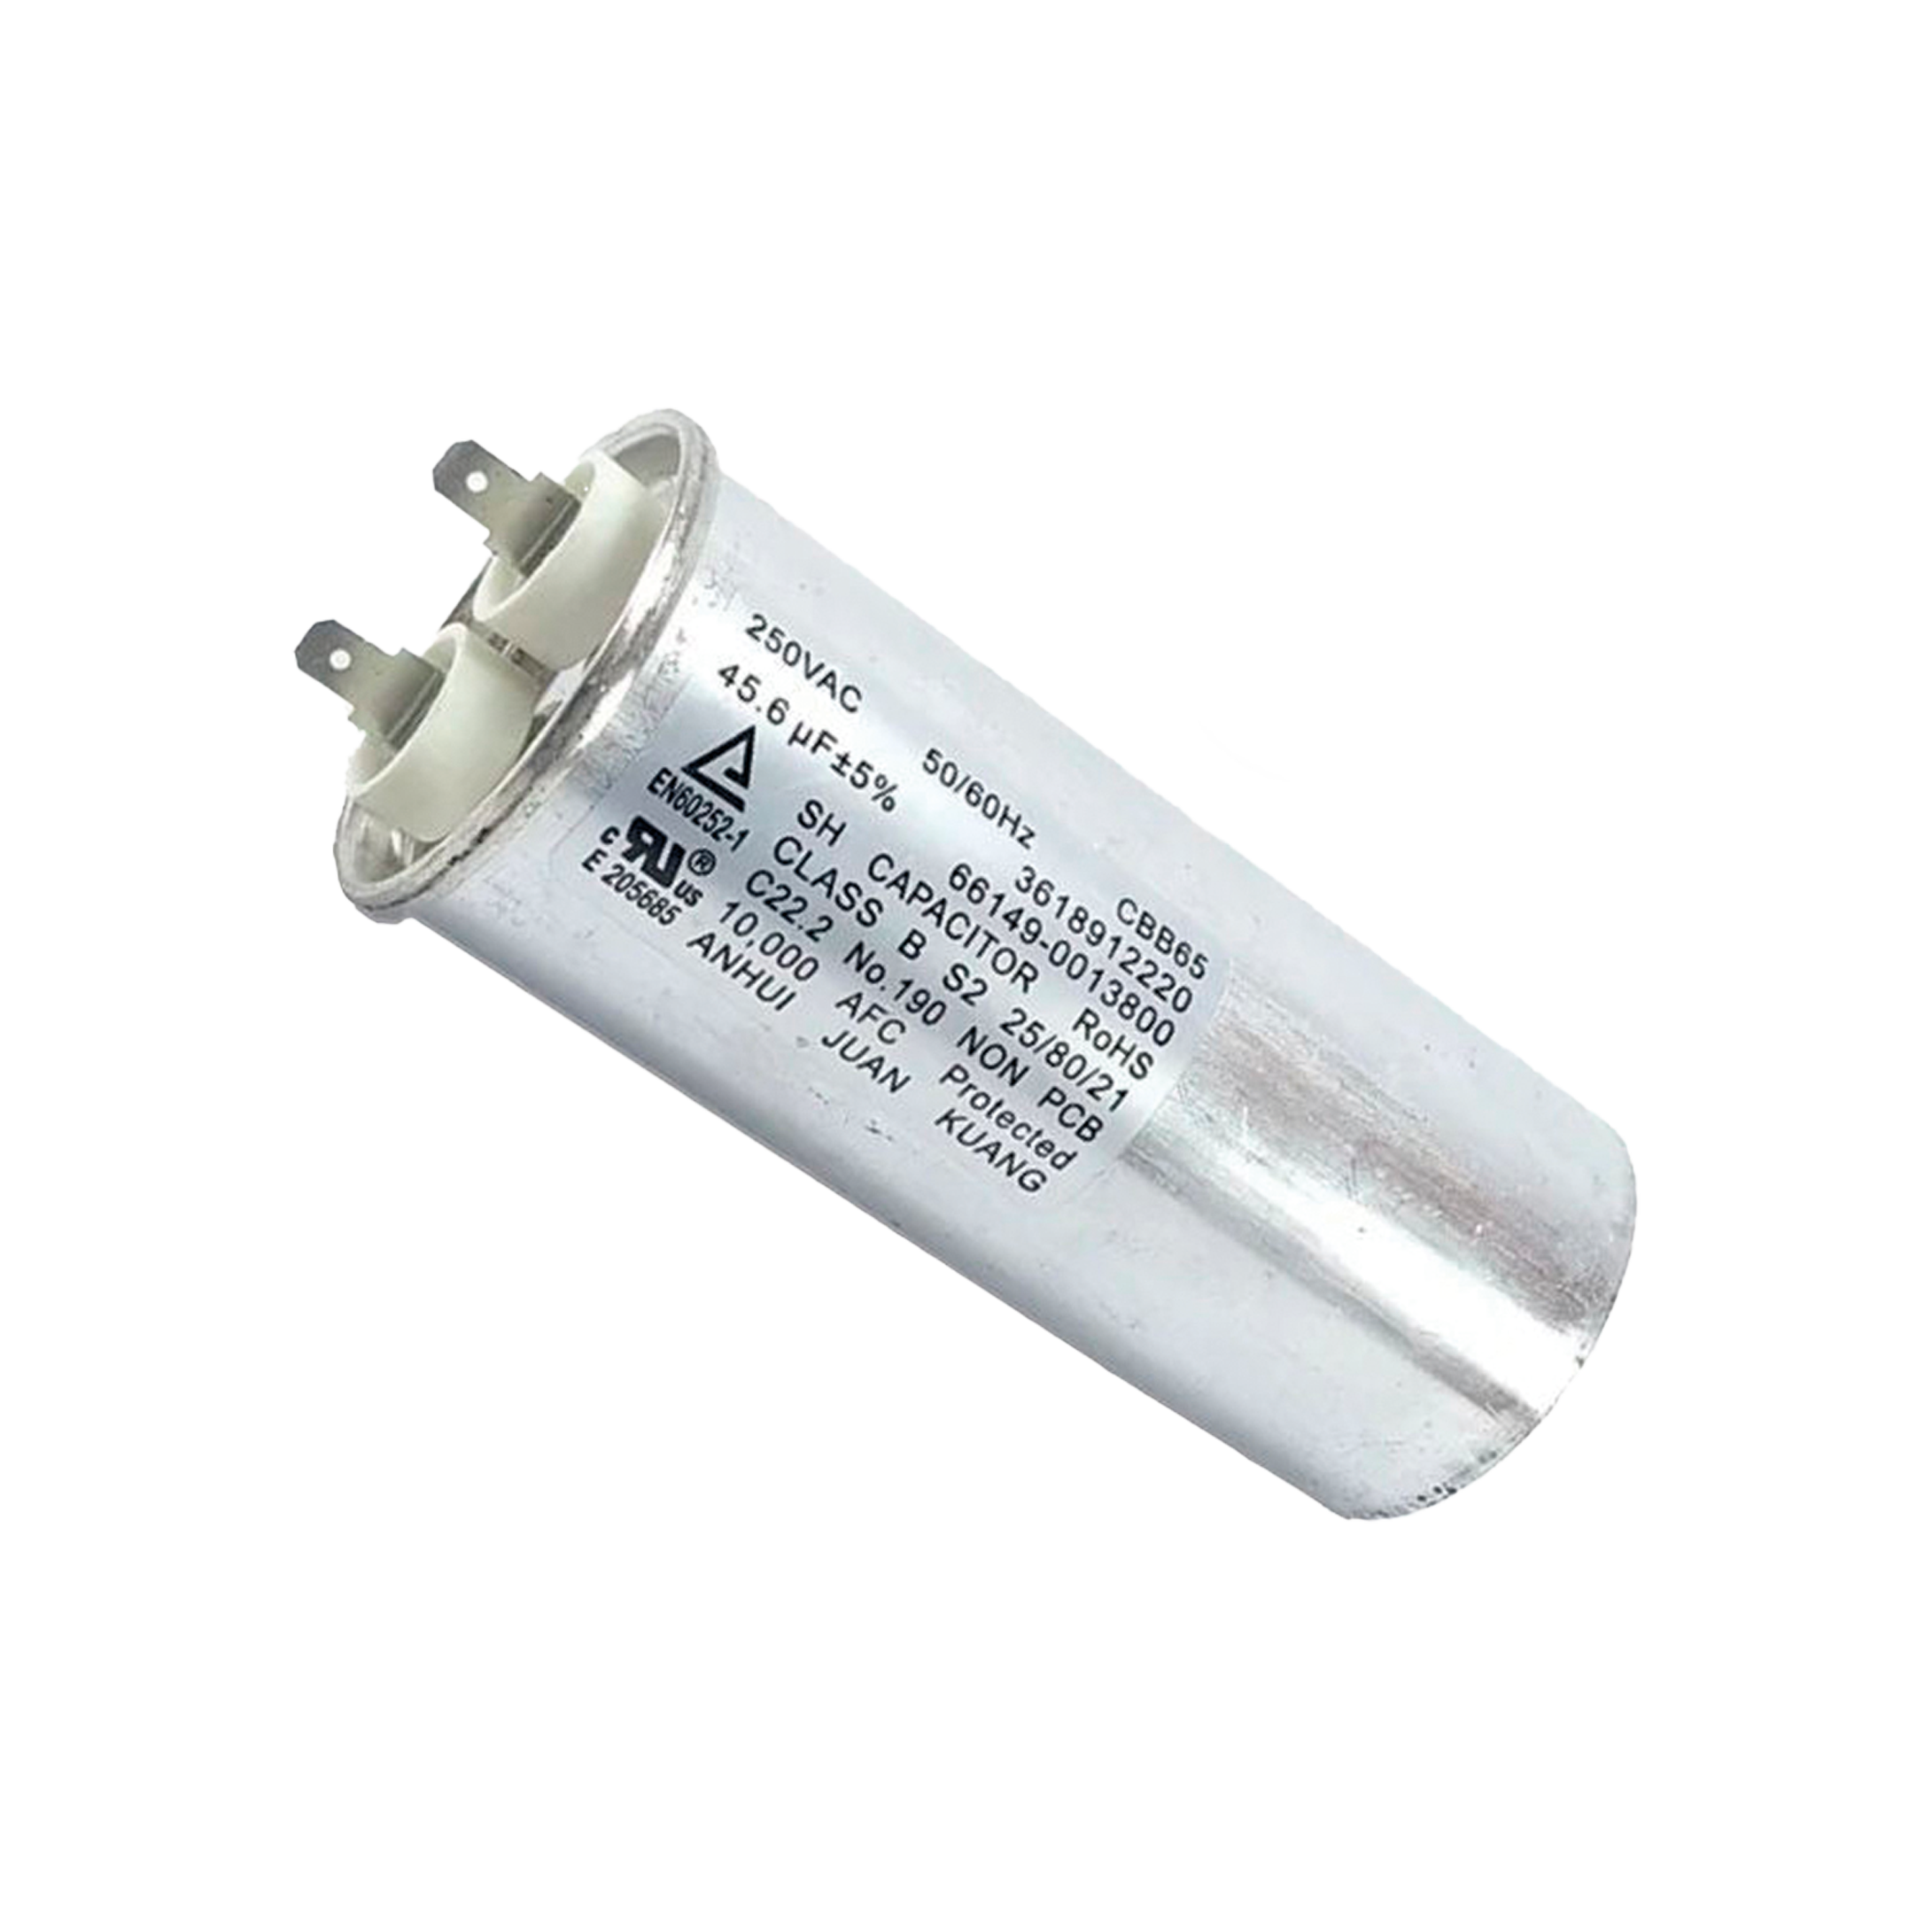 250VAC 50/60Hz CBB65
45.6 µF±5% 3618912220
66149-0013800
SH CAPACITOR RoHS
EN60252-1 CLASS B S2 25/80/21
c RU ® us C22.2 No.190 NON PCB
E 205685 10,000 AFC Protected
ANHUI JUAN KUANG